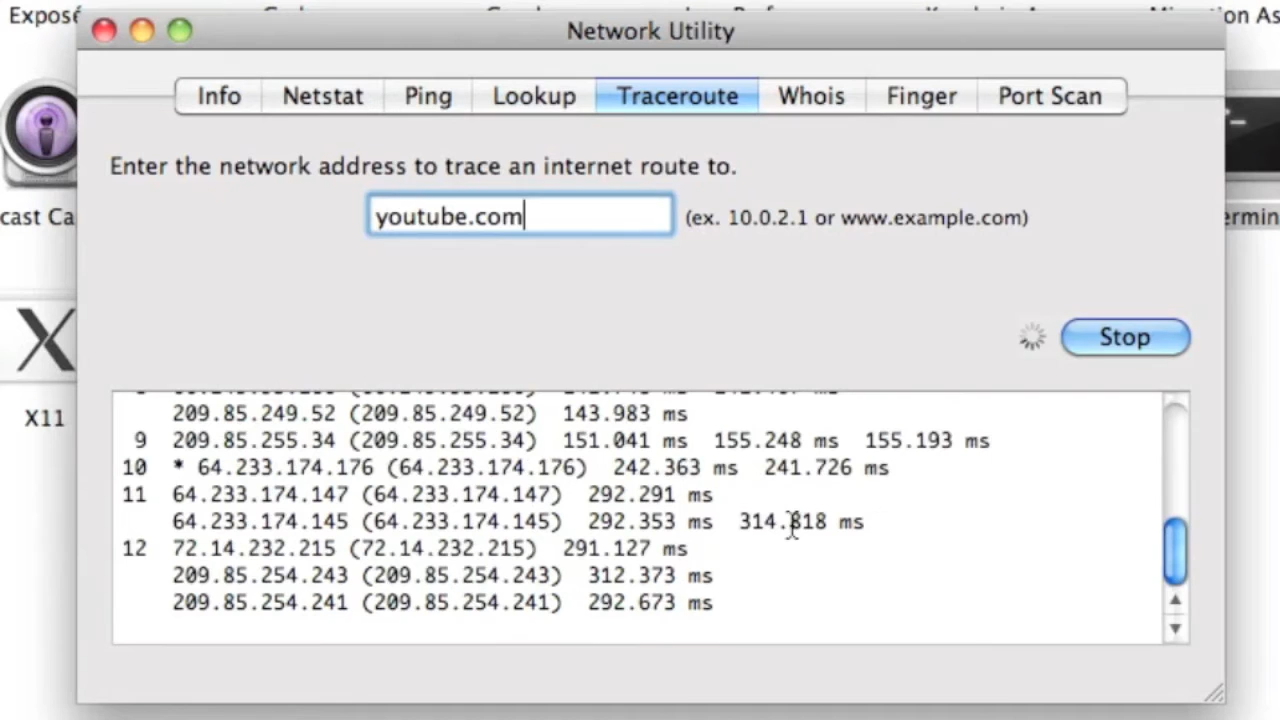 Exposé
Network Utility
Info Netstat Ping Lookup Traceroute Whois Finger Port Scan
Enter the network address to trace an internet route to.
cast Ca
youtube.com (ex. 10.0.2.1 or www.example.com)
ermin
Stop
X11
209.85.249.52 (209.85.249.52) 143.983 ms
9 209.85.255.34 (209.85.255.34) 151.041 ms 155.248 ms 155.193 ms
10 * 64.233.174.176 (64.233.174.176) 242.363 ms 241.726 ms
11 64.233.174.147 (64.233.174.147) 292.291 ms
64.233.174.145 (64.233.174.145) 292.353 ms 314.818 ms
12 72.14.232.215 (72.14.232.215) 291.127 ms
209.85.254.243 (209.85.254.243) 312.373 ms
209.85.254.241 (209.85.254.241) 292.673 ms